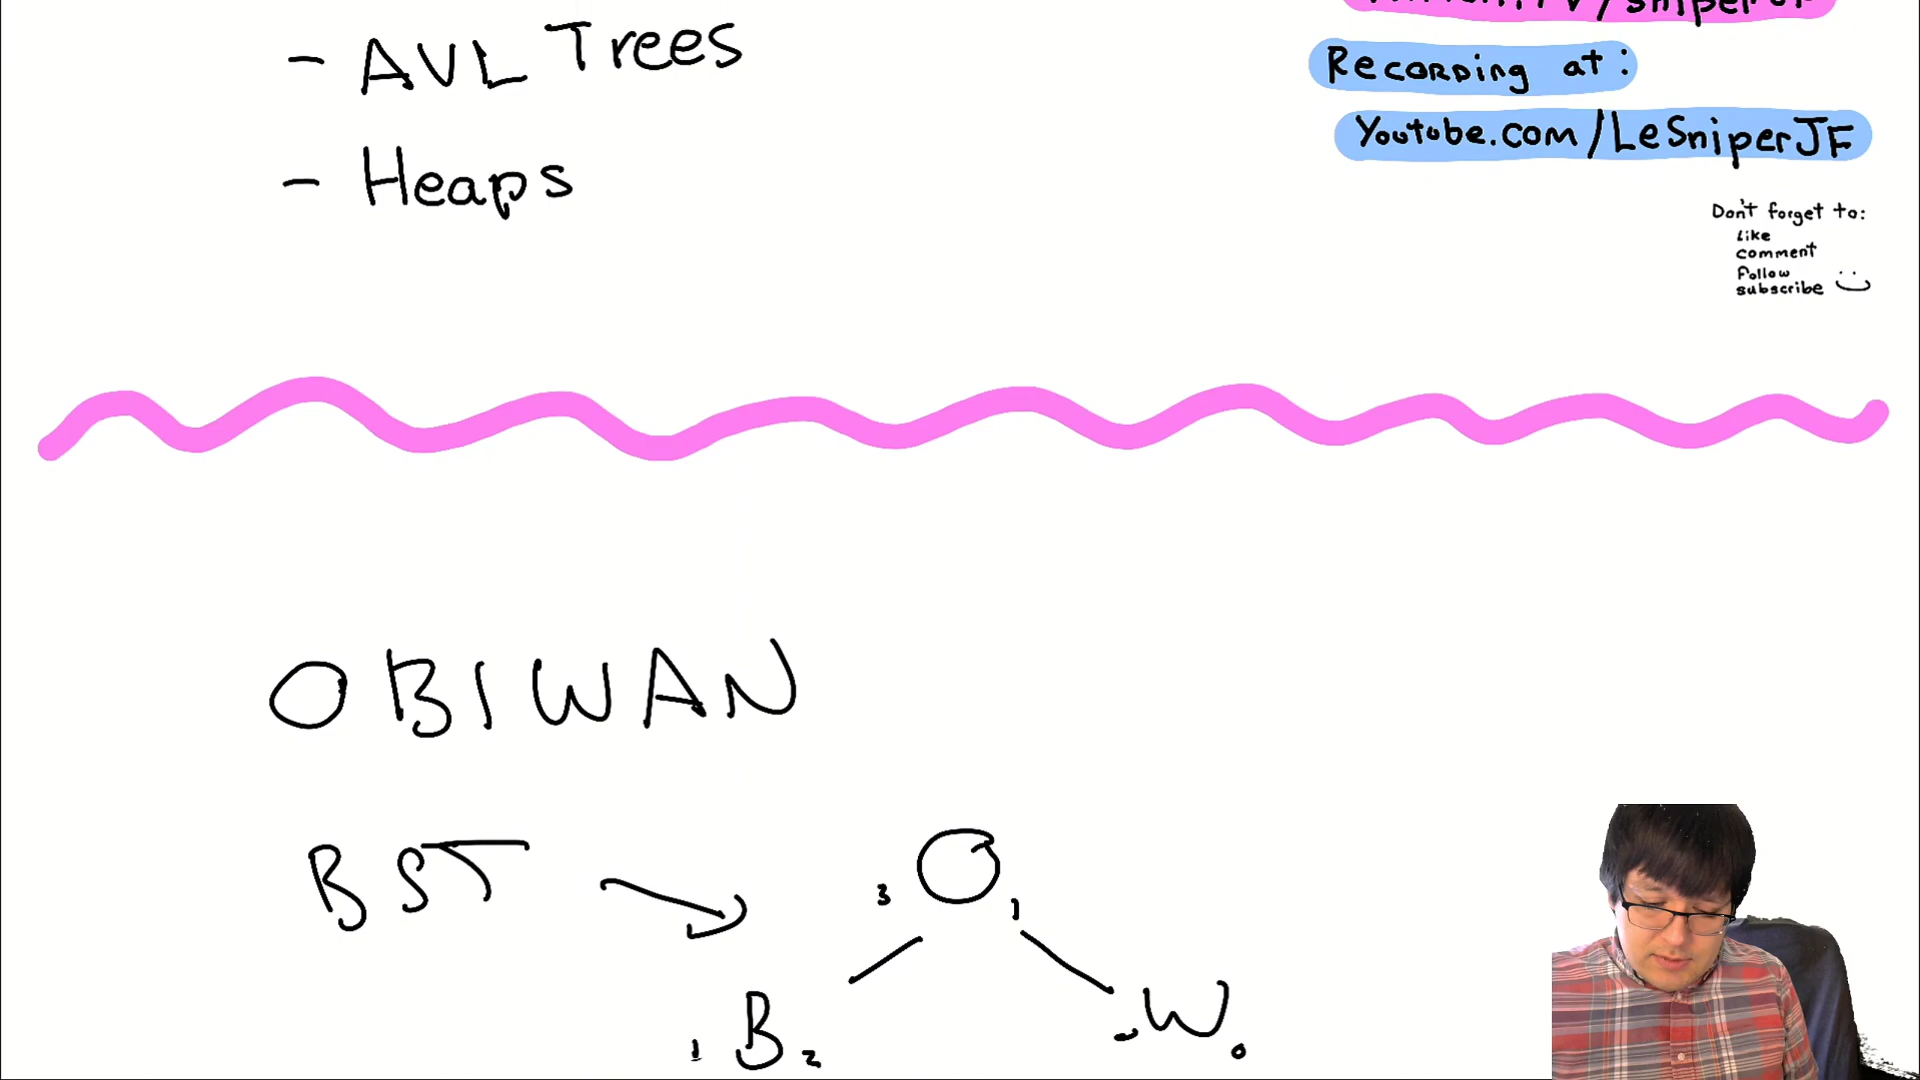 - AVL Trees
- Heaps
Recording at:
Youtube.com/LeSniperJF
Don't forget to:
like
comment
follow
subscribe
OBIWAN
BST
O
3 1
B W
1 2 0